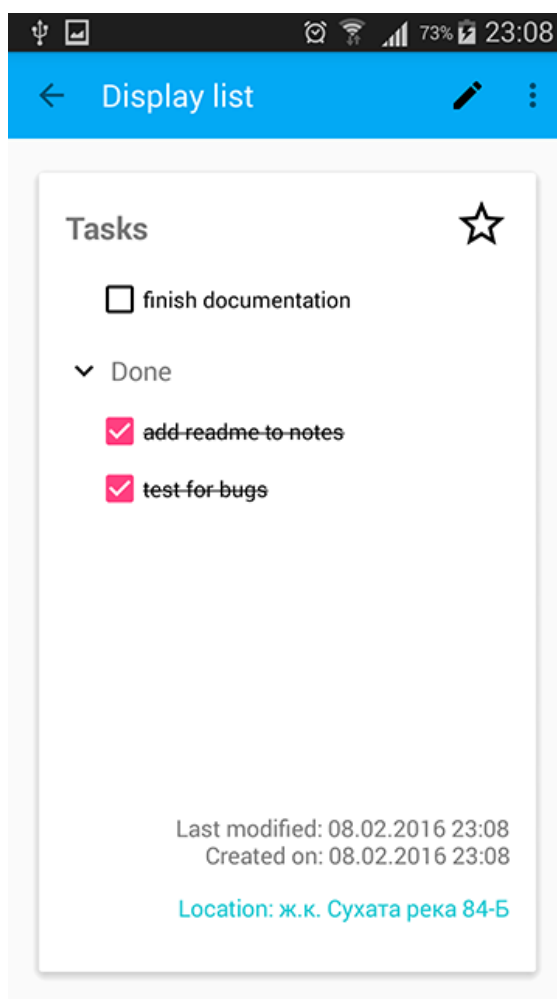 73% 23:08
Display list
Tasks
finish documentation
Done
add readme to notes
test for bugs
Last modified: 08.02.2016 23:08
Created on: 08.02.2016 23:08
Location: ж.к. Сухата река 84-Б